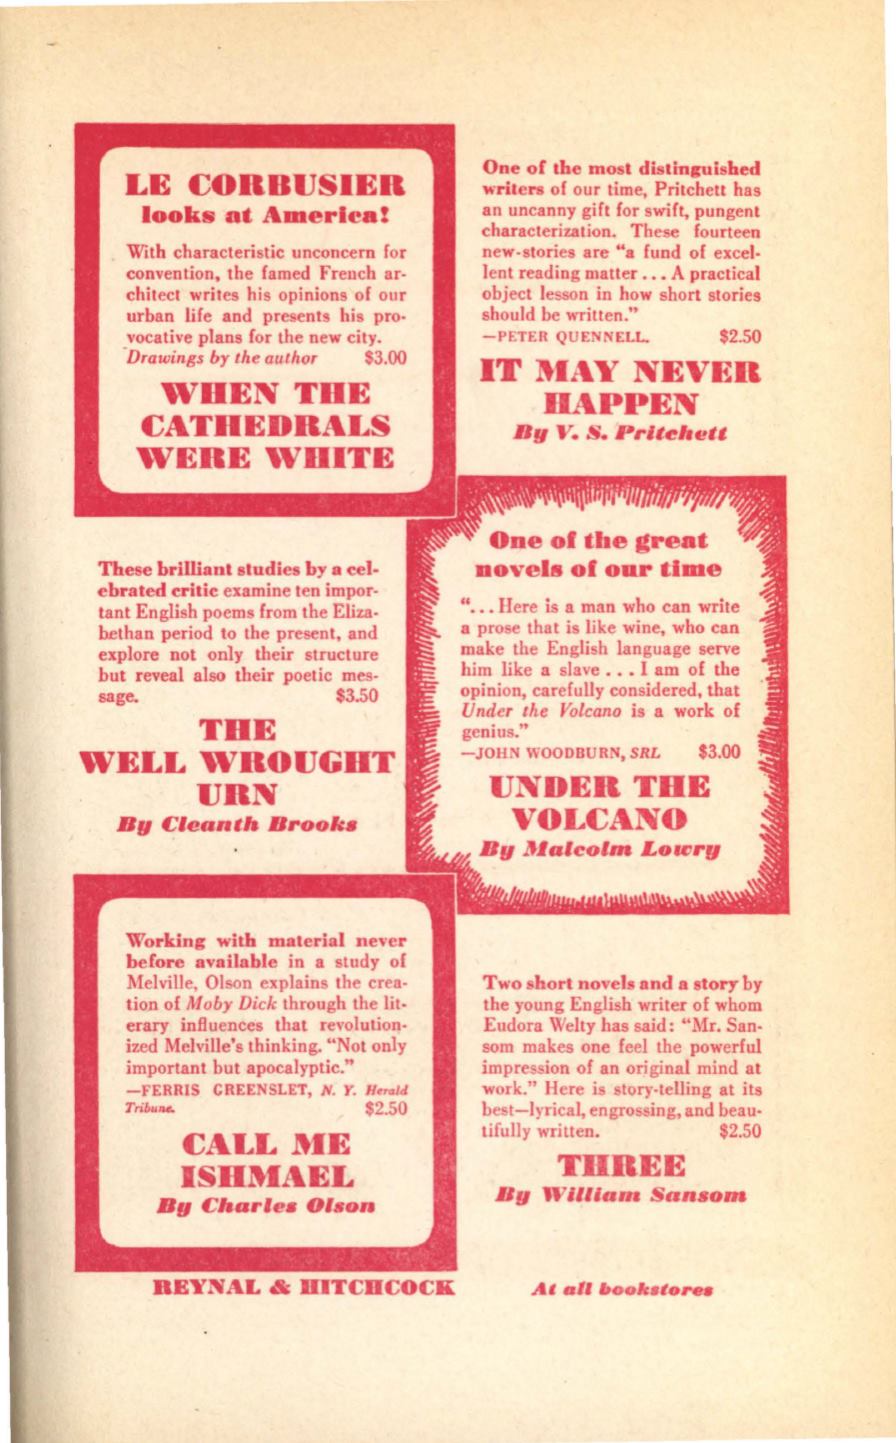 LE CORBUSIER
looks at America!
With characteristic unconcern for
convention, the famed French ar-
chitect writes his opinions of our
urban life and presents his pro-
vocative plans for the new city.
Drawings by the author $3.00
WHEN THE
CATHEDRALS
WERE WHITE
One of the most distinguished
writers of our time, Pritchett has
an uncanny gift for swift, pungent
characterization. These fourteen
new-stories are “a fund of excel-
lent reading matter . . . A practical
object lesson in how short stories
should be written.”
—PETER QUENNELL. $2.50
IT MAY NEVER
HAPPEN
By V. S. Pritchett
These brilliant studies by a cel-
ebrated critic examine ten impor-
tant English poems from the Eliza-
bethan period to the present, and
explore not only their structure
but reveal also their poetic mes-
sage. $3.50
THE
WELL WROUGHT
URN
By Cleanth Brooks
One of the great
novels of our time
“. . . Here is a man who can write
a prose that is like wine, who can
make the English language serve
him like a slave . . . I am of the
opinion, carefully considered, that
Under the Volcano is a work of
genius.”
—JOHN WOODBURN, SRL $3.00
UNDER THE
VOLCANO
By Malcolm Lowry
Working with material never
before available in a study of
Melville, Olson explains the crea-
tion of Moby Dick through the lit-
erary influences that revolution-
ized Melville's thinking. “Not only
important but apocalyptic.”
—FERRIS GREENSLET, N. Y. Herald
Tribune. $2.50
CALL ME
ISHMAEL
By Charles Olson
Two short novels and a story by
the young English writer of whom
Eudora Welty has said: “Mr. San-
som makes one feel the powerful
impression of an original mind at
work.” Here is story-telling at its
best—lyrical, engrossing, and beau-
tifully written. $2.50
THREE
By William Sansom
REYNAL & HITCHCOCK At all bookstores